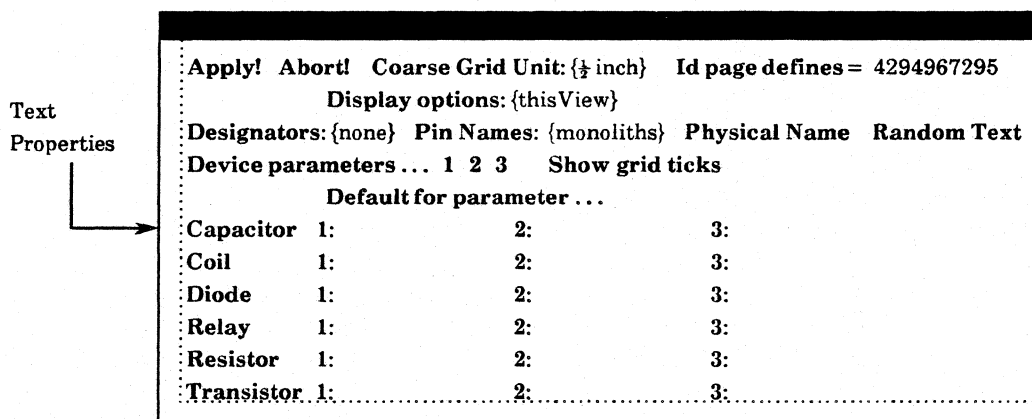 Text
Properties
Apply! Abort! Coarse Grid Unit: {½ inch} Id page defines = 4294967295
Display options: {thisView}
Designators: {none} Pin Names: {monoliths} Physical Name Random Text
Device parameters ... 1 2 3 Show grid ticks
Default for parameter ...
Capacitor 1: 2: 3:
Coil 1: 2: 3:
Diode 1: 2: 3:
Relay 1: 2: 3:
Resistor 1: 2: 3:
Transistor 1: 2: 3: